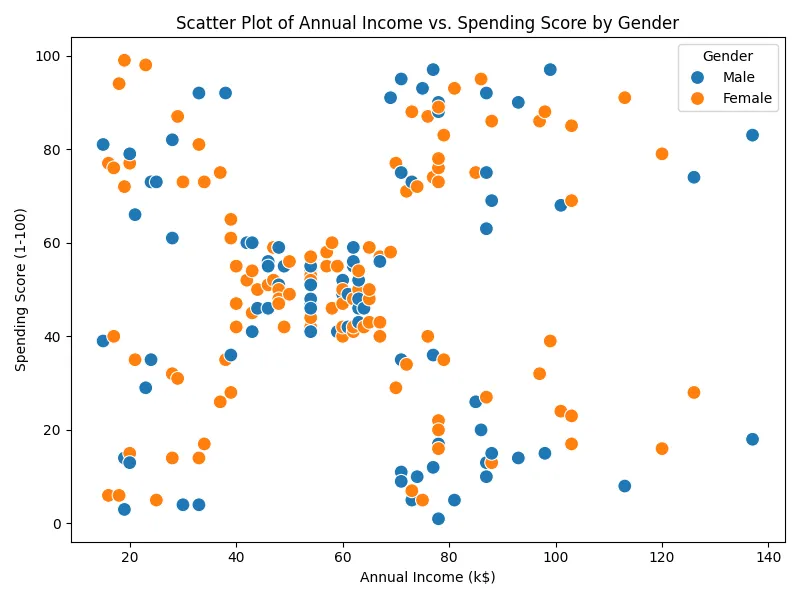 Scatter Plot of Annual Income vs. Spending Score by Gender
Gender
Male
Female
Spending Score (1-100)
100
80
60
40
20
0
20
40
60
80
100
120
140
Annual Income (k$)